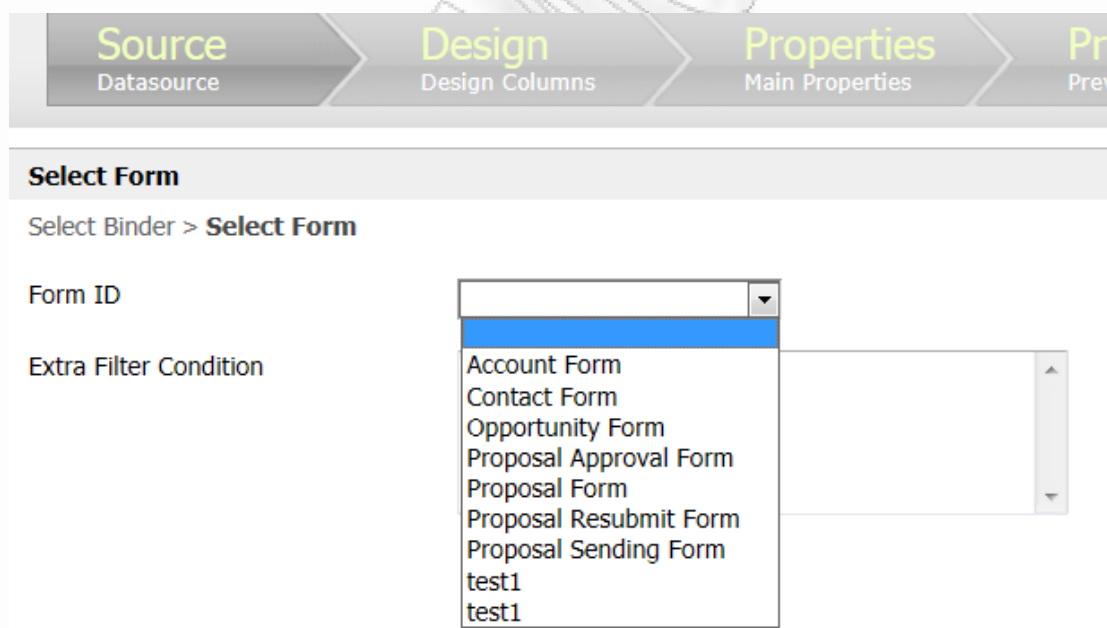 Source
Datasource
Design
Design Columns
Properties
Main Properties
Select Form
Select Binder > Select Form
Form ID
Extra Filter Condition
Account Form
Contact Form
Opportunity Form
Proposal Approval Form
Proposal Form
Proposal Resubmit Form
Proposal Sending Form
test1
test1